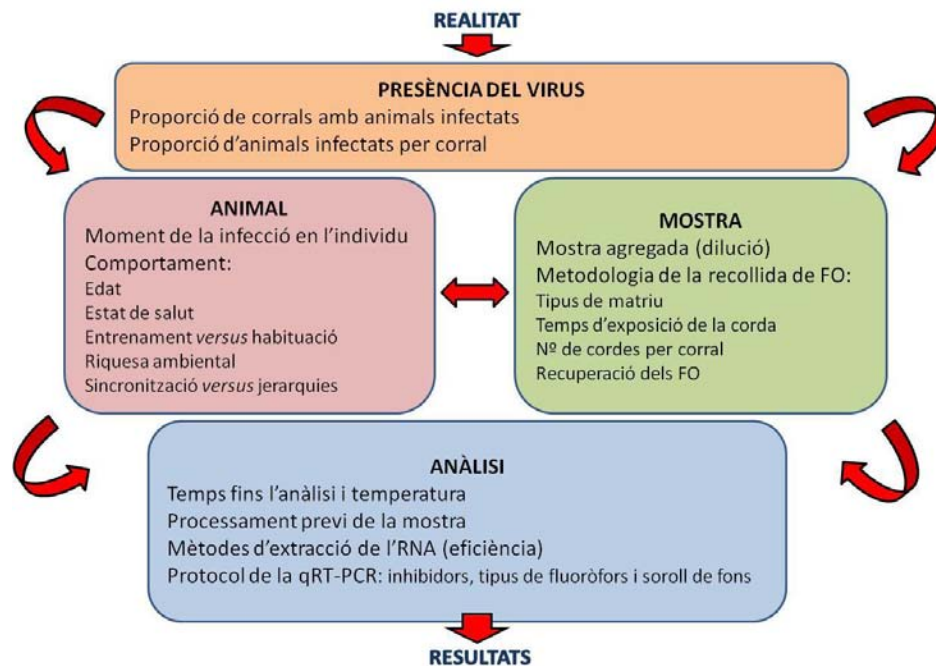 REALITAT
PRESÈNCIA DEL VIRUS
Proporció de corrals amb animals infectats
Proporció d'animals infectats per corral
ANIMAL
Moment de la infecció en l'individu
Comportament:
Edat
Estat de salut
Entrenament versus habituació
Riquesa ambiental
Sincronització versus jerarquies
MOSTRA
Mostra agregada (dilució)
Metodologia de la recollida de FO:
Tipus de matriu
Temps d'exposició de la corda
Nº de cordes per corral
Recuperació dels FO
ANÀLISI
Temps fins l'anàlisi i temperatura
Processament previ de la mostra
Mètodes d'extracció de l'RNA (eficiència)
Protocol de la qRT-PCR: inhibidors, tipus de fluoròfors i soroll de fons
RESULTATS